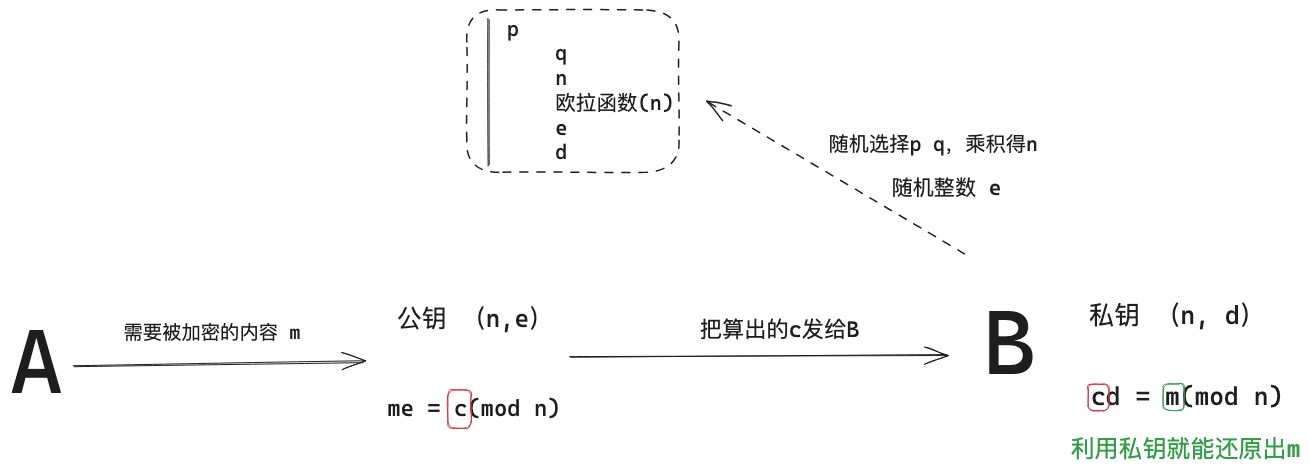 p
q
n
欧拉函数(n)
e
d
随机选择p q，乘积得n
随机整数 e
A
需要被加密的内容 m
公钥 （n,e）
me = c(mod n)
把算出的c发给B
B
私钥 （n, d）
cd = m(mod n)
利用私钥就能还原出m